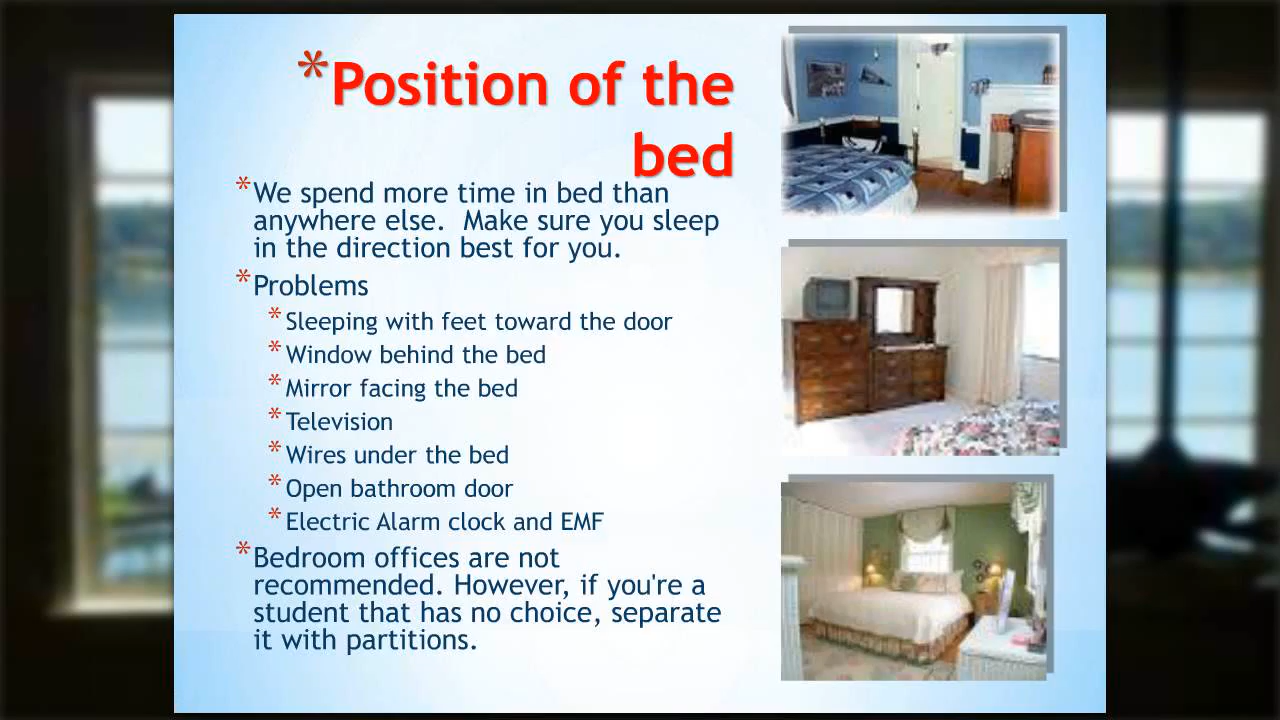 *Position of the
bed
*We spend more time in bed than
anywhere else.  Make sure you sleep
in the direction best for you.
*Problems
*Sleeping with feet toward the door
*Window behind the bed
*Mirror facing the bed
*Television
*Wires under the bed
*Open bathroom door
*Electric Alarm clock and EMF
*Bedroom offices are not
recommended. However, if you're a
student that has no choice, separate
it with partitions.